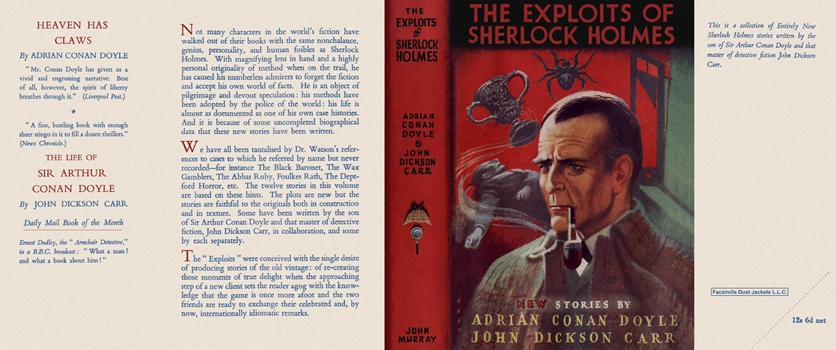 HEAVEN HAS
CLAWS
By ADRIAN CONAN DOYLE
" Mr. Conan Doyle has given us a
vivid and engrossing narrative. Best
of all, however, the spirit of liberty
breathes through it." (Liverpool Post.)
★
" A fine, bustling book with enough
sheer stingo in it to fill a dozen thrillers."
(News Chronicle.)
THE LIFE OF
SIR ARTHUR
CONAN DOYLE
By JOHN DICKSON CARR
Daily Mail Book of the Month
Ernest Dudley, the " Armchair Detective,"
in a B.B.C. broadcast : " What a man !
and what a book about him ! "
Not many characters in the world's fiction have
walked out of their books with the same nonchalance,
genius, personality, and human foibles as Sherlock
Holmes. With magnifying lens in hand and a highly
personal originality of method when on the trail, he
has caused his numberless admirers to forget the fiction
and accept his own world of facts. He is an object of
pilgrimage and devout speculation : his methods have
been adopted by the police of the world : his life is
almost as documented as one of his own case histories.
And it is because of some uncompleted biographical
data that these new stories have been written.
We have all been tantalised by Dr. Watson's refer-
ences to cases to which he referred by name but never
recorded—for instance The Black Baronet, The Wax
Gamblers, The Abbas Ruby, Foulkes Rath, The Dept-
ford Horror, etc. The twelve stories in this volume
are based on these hints. The plots are new but the
stories are faithful to the originals both in construction
and in texture. Some have been written by the son
of Sir Arthur Conan Doyle and that master of detective
fiction, John Dickson Carr, in collaboration, and some
by each separately.
The " Exploits " were conceived with the single desire
of producing stories of the old vintage : of re-creating
those moments of true delight when the approaching
step of a new client sets the reader agog with the know-
ledge that the game is once more afoot and the two
friends are ready to exchange their celebrated and, by
now, internationally idiomatic remarks.
THE
EXPLOITS
OF
SHERLOCK
HOLMES
ADRIAN
CONAN
DOYLE
&
JOHN
DICKSON
CARR
JOHN
MURRAY
THE EXPLOITS OF
SHERLOCK HOLMES
NEW STORIES BY
ADRIAN CONAN DOYLE
JOHN DICKSON CARR
This is a collection of Entirely New
Sherlock Holmes stories written by the
son of Sir Arthur Conan Doyle and that
master of detective fiction John Dickson
Carr.
Facsimile Dust Jackets L.L.C.
12s 6d net